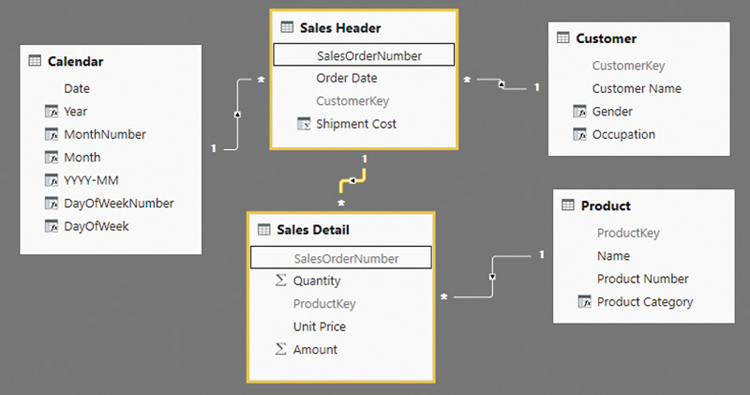 Calendar
Date
Year
MonthNumber
Month
YYYY-MM
DayOfWeekNumber
DayOfWeek
1
*
Sales Header
SalesOrderNumber
Order Date
CustomerKey
Shipment Cost
*
1
Customer
CustomerKey
Customer Name
Gender
Occupation
1
*
Sales Detail
SalesOrderNumber
Σ Quantity
ProductKey
Unit Price
Σ Amount
*
1
Product
ProductKey
Name
Product Number
Product Category